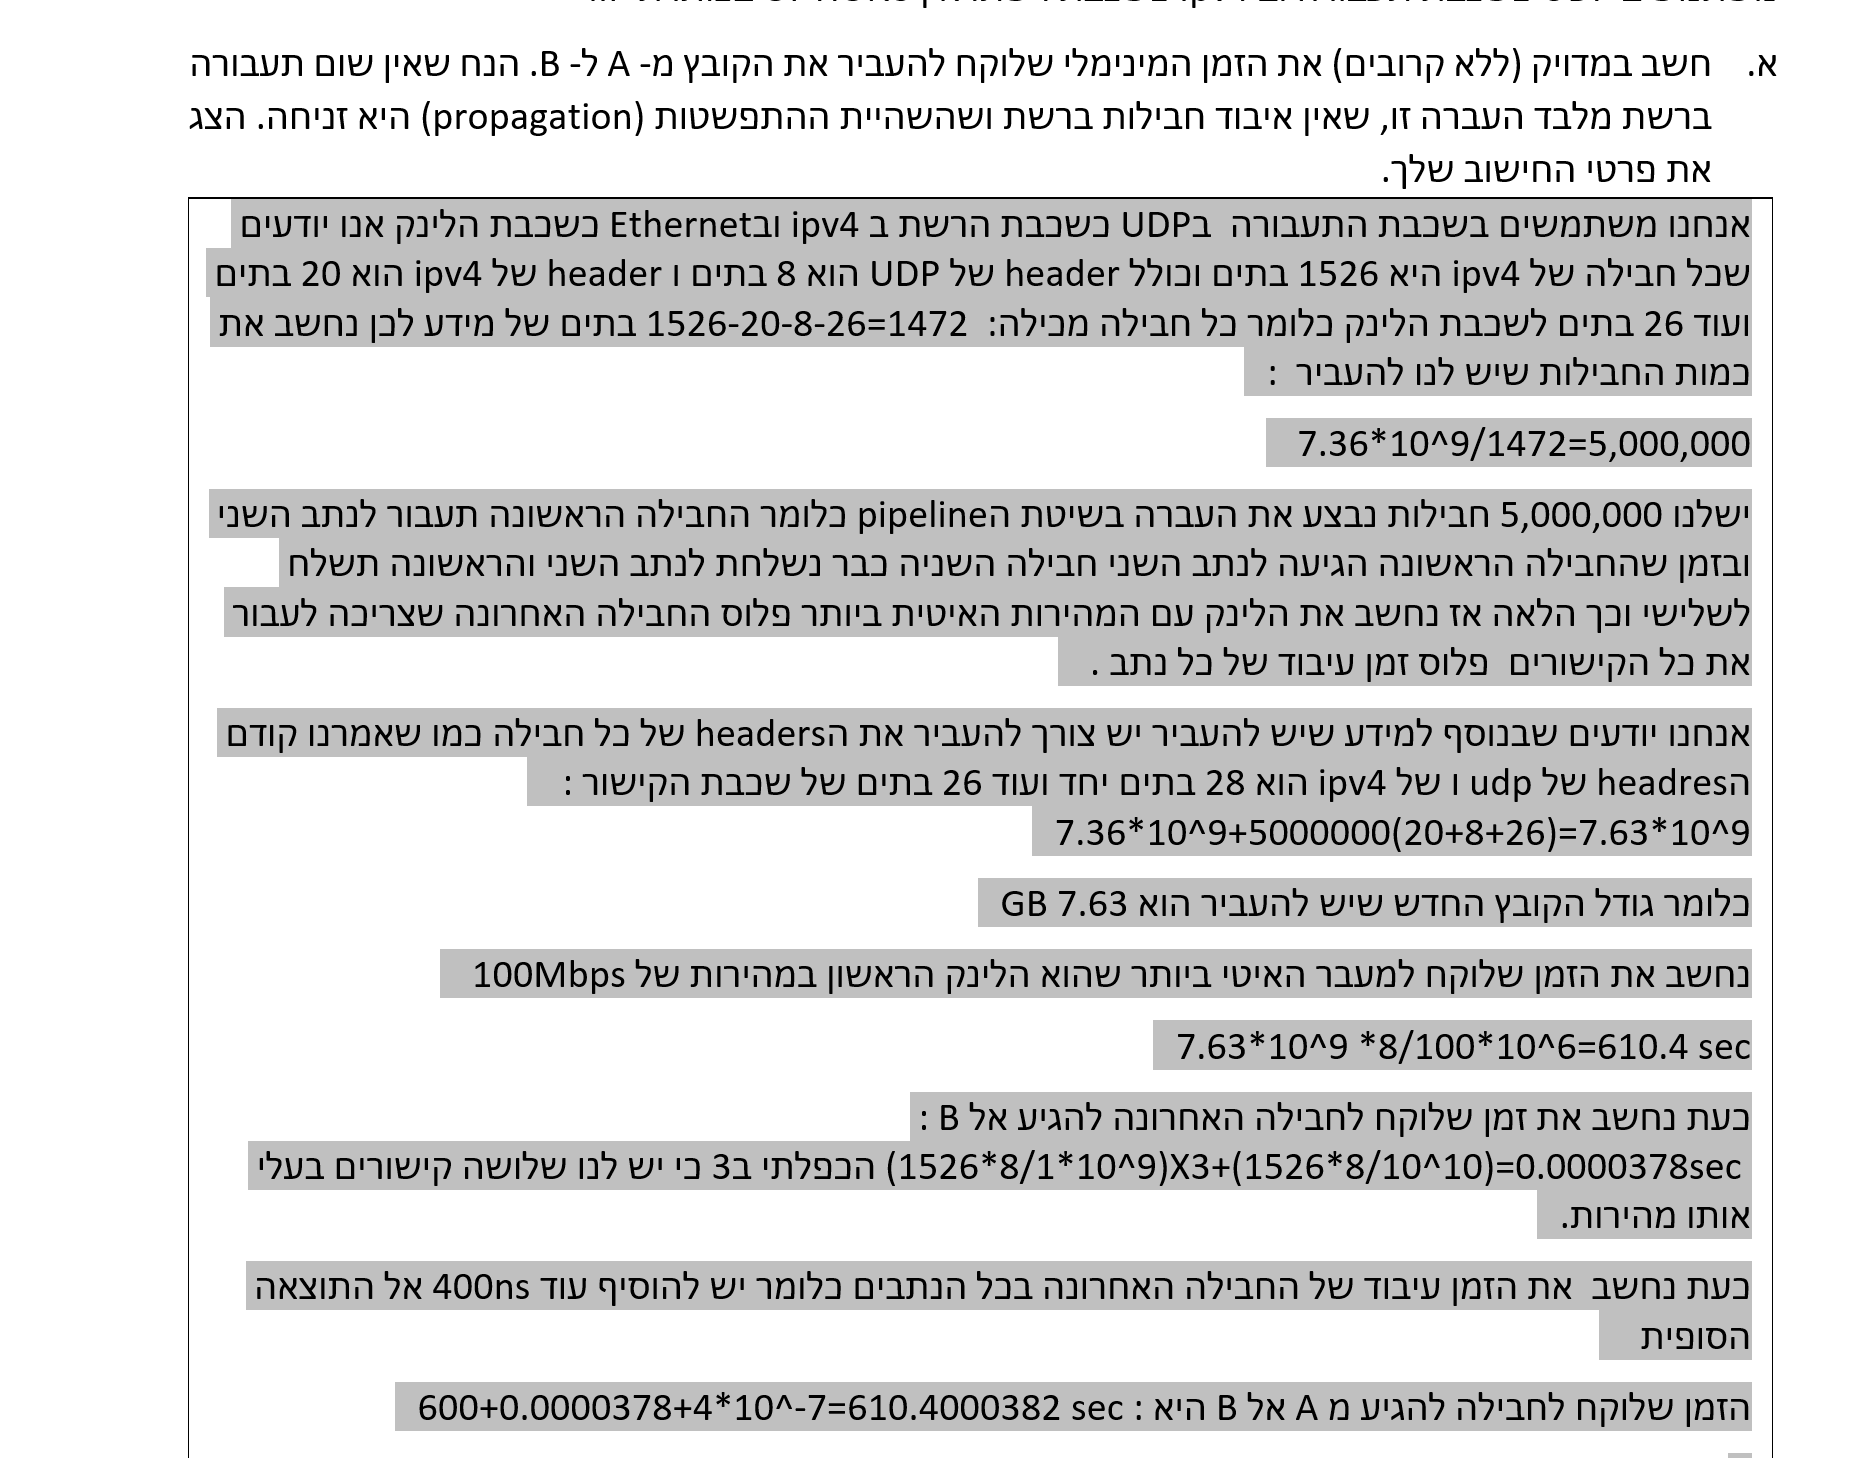 א. חשב במדויק (ללא קרובים) את הזמן המינימלי שלוקח להעביר את הקובץ מ- A ל- B. הנח שאין שום תעבורה
ברשת מלבד העברה זו, שאין איבוד חבילות ברשת ושהשהיית ההתפשטות (propagation) היא זניחה. הצג
את פרטי החישוב שלך.
אנחנו משתמשים בשכבת התעבורה בUDP כשכבת הרשת ב ipv4 ובEthernet כשכבת הלינק אנו יודעים
שכל חבילה של ipv4 היא 1526 בתים וכולל header של UDP הוא 8 בתים ו header של ipv4 הוא 20 בתים
ועוד 26 בתים לשכבת הלינק כלומר כל חבילה מכילה: 1526-20-8-26=1472 בתים של מידע לכן נחשב את
כמות החבילות שיש לנו להעביר :
7.36*10^9/1472=5,000,000
ישלנו 5,000,000 חבילות נבצע את העברה בשיטת הpipeline כלומר החבילה הראשונה תעבור לנתב השני
ובזמן שהחבילה הראשונה הגיעה לנתב השני חבילה השניה כבר נשלחת לנתב השני והראשונה תשלח
לשלישי וכך הלאה אז נחשב את הלינק עם המהירות האיטית ביותר פלוס החבילה האחרונה שצריכה לעבור
את כל הקישורים פלוס זמן עיבוד של כל נתב .
אנחנו יודעים שבנוסף למידע שיש להעביר יש צורך להעביר את הheaders של כל חבילה כמו שאמרנו קודם
הheadres של udp ו של ipv4 הוא 28 בתים יחד ועוד 26 בתים של שכבת הקישור :
7.36*10^9+5000000(20+8+26)=7.63*10^9
כלומר גודל הקובץ החדש שיש להעביר הוא 7.63 GB
נחשב את הזמן שלוקח למעבר האיטי ביותר שהוא הלינק הראשון במהירות של 100Mbps
7.63*10^9 *8/100*10^6=610.4 sec
כעת נחשב את זמן שלוקח לחבילה האחרונה להגיע אל B :
(1526*8/1*10^9)X3+(1526*8/10^10)=0.0000378sec הכפלתי ב3 כי יש לנו שלושה קישורים בעלי
אותו מהירות.
כעת נחשב את הזמן עיבוד של החבילה האחרונה בכל הנתבים כלומר יש להוסיף עוד 400ns אל התוצאה
הסופית
הזמן שלוקח לחבילה להגיע מ A אל B היא : 600+0.0000378+4*10^-7=610.4000382 sec